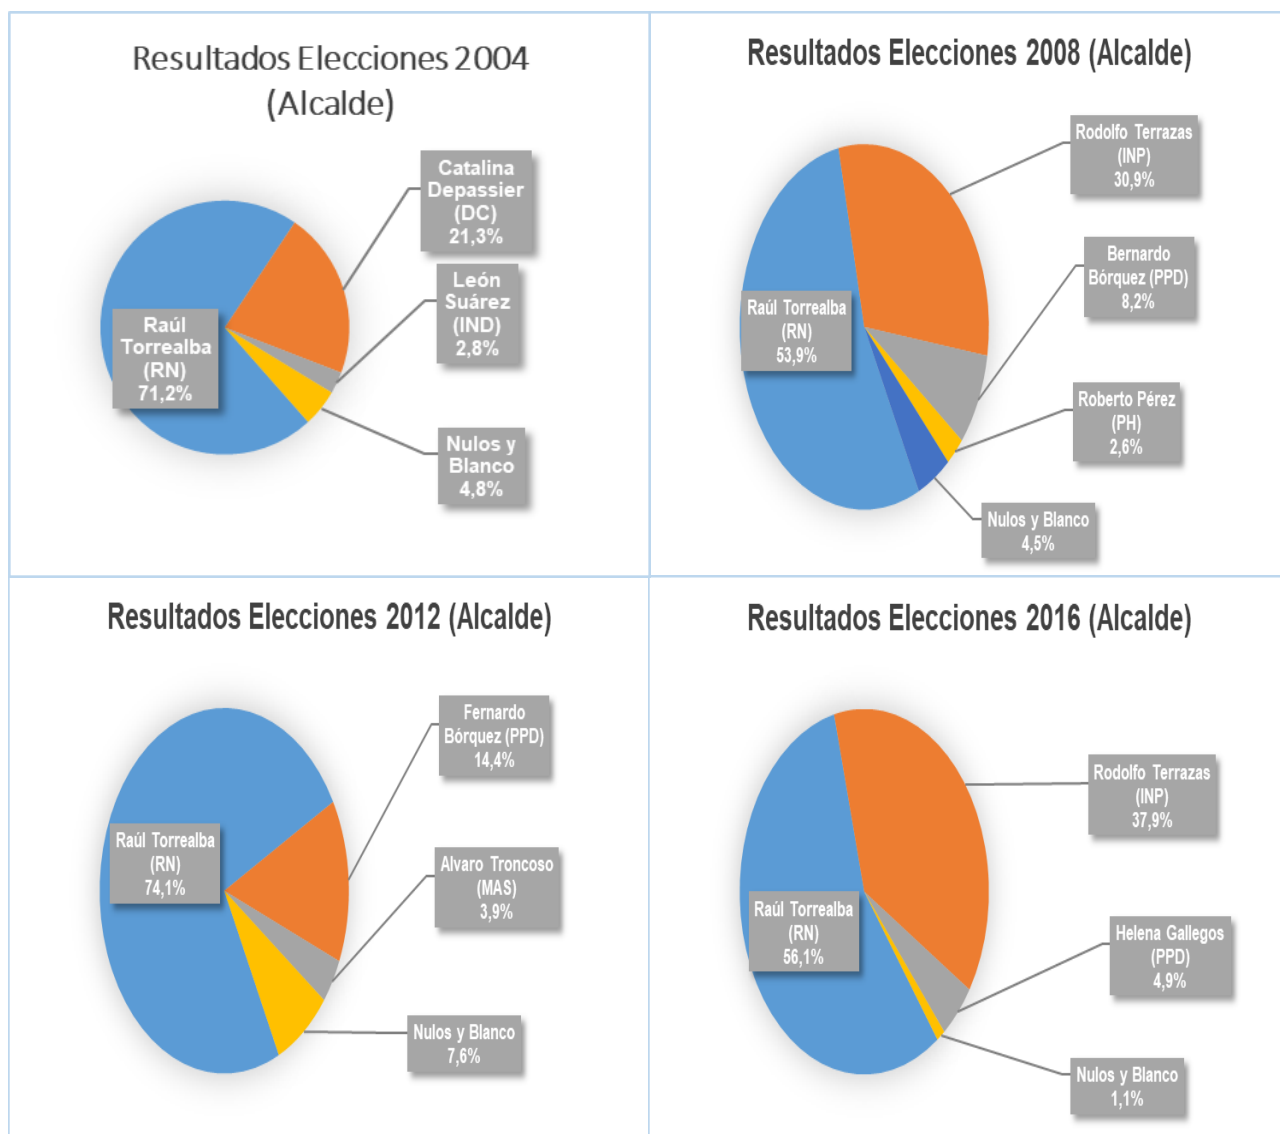 Resultados Elecciones 2004
(Alcalde)
Catalina
Depassier
(DC)
21,3%
León
Suárez
(IND)
2,8%
Raúl
Torrealba
(RN)
71,2%
Nulos y
Blanco
4,8%
Resultados Elecciones 2008 (Alcalde)
Rodolfo Terrazas
(INP)
30,9%
Bernardo
Bórquez (PPD)
8,2%
Raúl Torrealba
(RN)
53,9%
Roberto Pérez
(PH)
2,6%
Nulos y Blanco
4,5%
Resultados Elecciones 2012 (Alcalde)
Fernando
Bórquez (PPD)
14,4%
Raúl Torrealba
(RN)
74,1%
Alvaro Troncoso
(MAS)
3,9%
Nulos y Blanco
7,6%
Resultados Elecciones 2016 (Alcalde)
Rodolfo Terrazas
(INP)
37,9%
Raúl Torrealba
(RN)
56,1%
Helena Gallegos
(PPD)
4,9%
Nulos y Blanco
1,1%